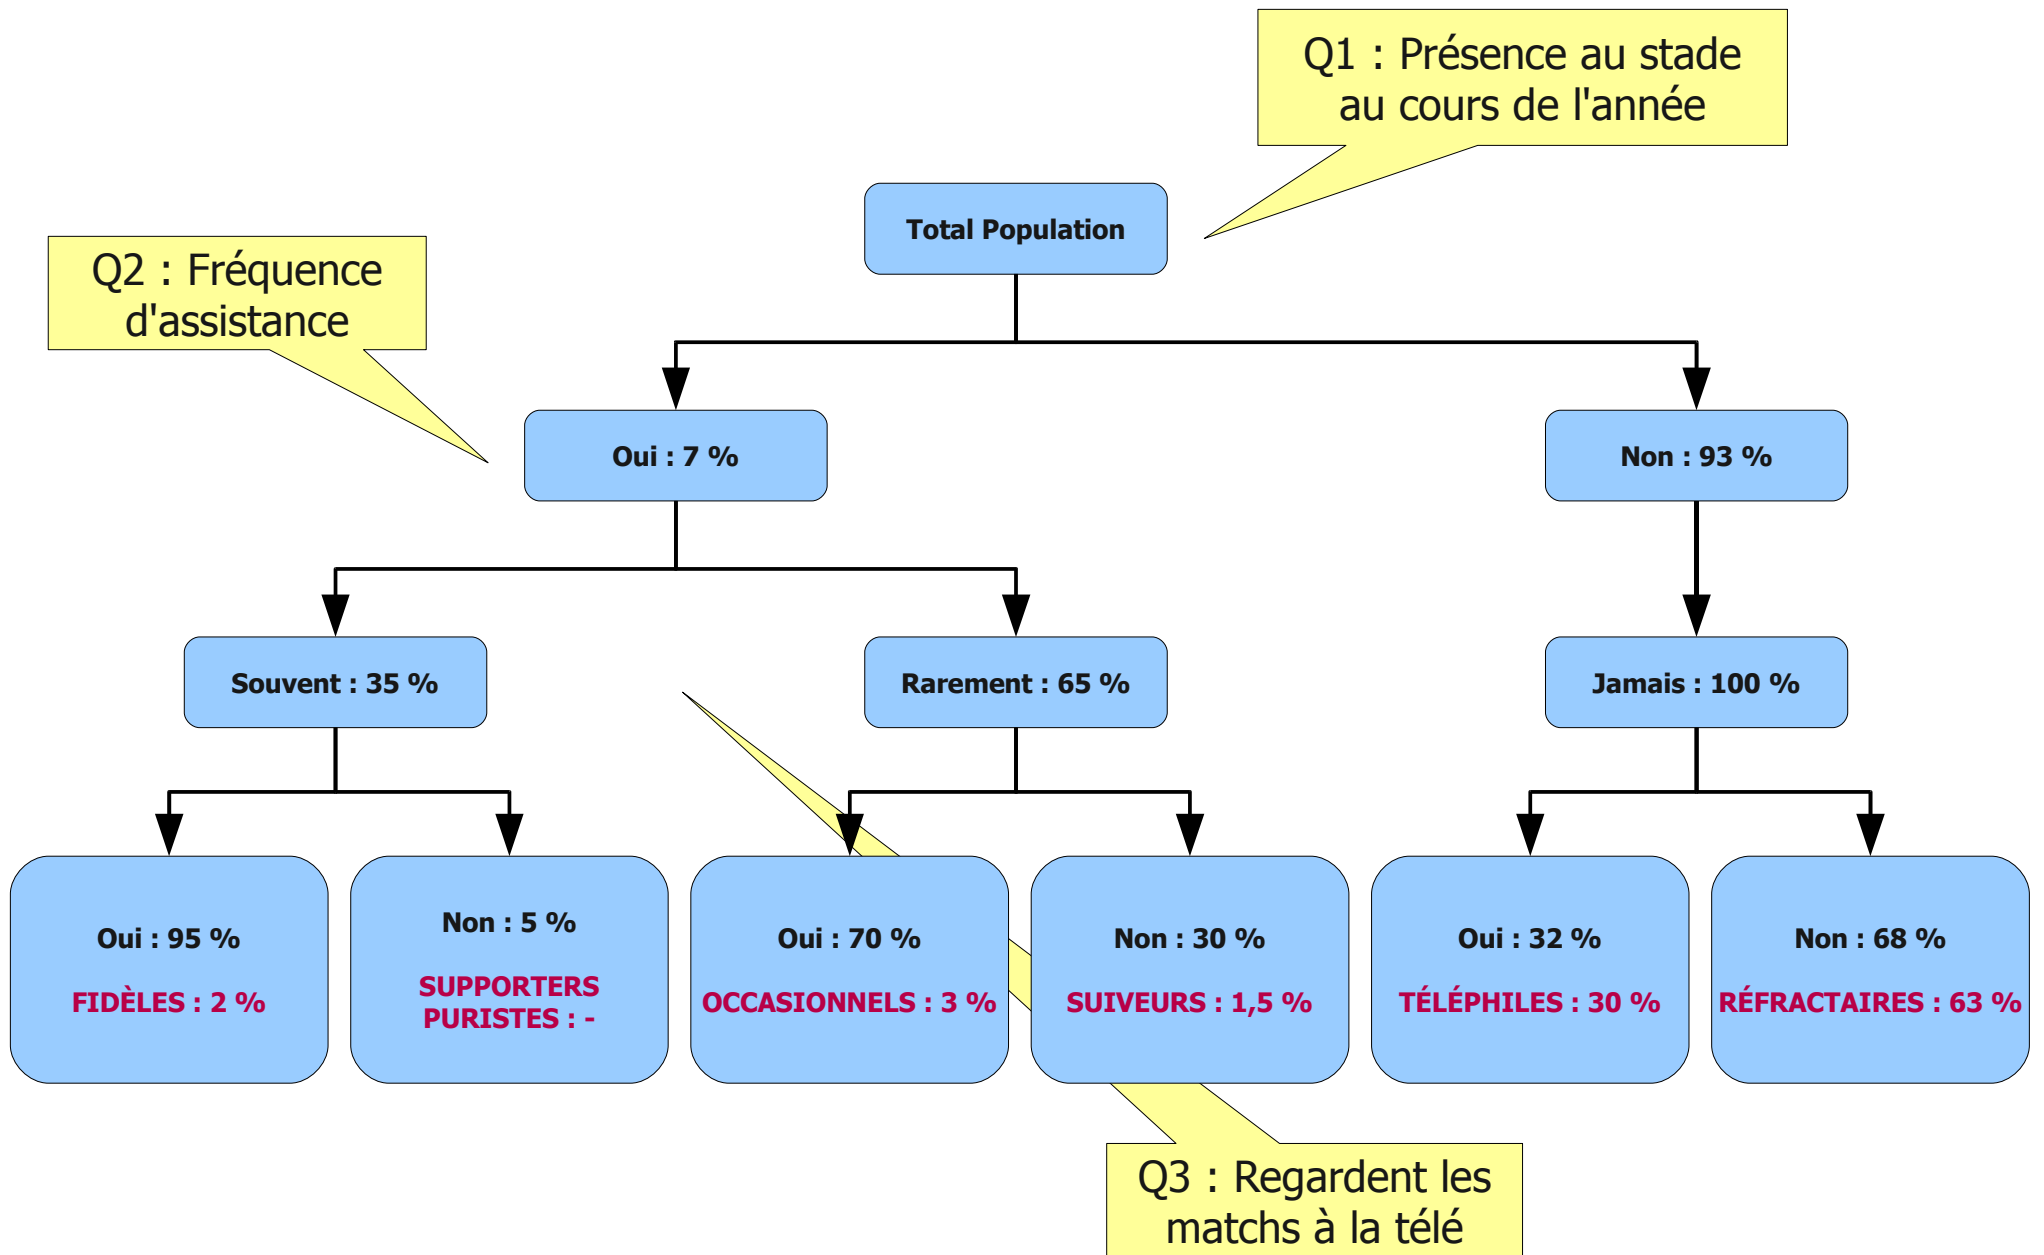 Q1 : Présence au stade
au cours de l'année
Total Population
Q2 : Fréquence
d'assistance
Oui : 7 %
Non : 93 %
Souvent : 35 %
Rarement : 65 %
Jamais : 100 %
Oui : 95 %
FIDÈLES : 2 %
Non : 5 %
SUPPORTERS
PURISTES : -
Oui : 70 %
OCCASIONNELS : 3 %
Non : 30 %
SUIVEURS : 1,5 %
Oui : 32 %
TÉLÉPHILES : 30 %
Non : 68 %
RÉFRACTAIRES : 63 %
Q3 : Regardent les
matchs à la télé